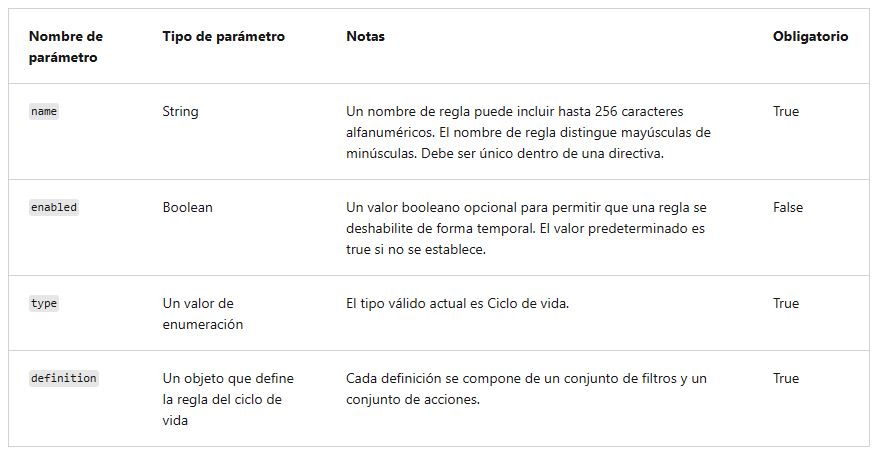 Nombre de parámetro Tipo de parámetro Notas Obligatorio
name String Un nombre de regla puede incluir hasta 256 caracteres
alfanuméricos. El nombre de regla distingue mayúsculas de
minúsculas. Debe ser único dentro de una directiva. True
enabled Boolean Un valor booleano opcional para permitir que una regla se
deshabilite de forma temporal. El valor predeterminado es
true si no se establece. False
type Un valor de
enumeración El tipo válido actual es Ciclo de vida. True
definition Un objeto que define
la regla del ciclo de
vida Cada definición se compone de un conjunto de filtros y un
conjunto de acciones. True